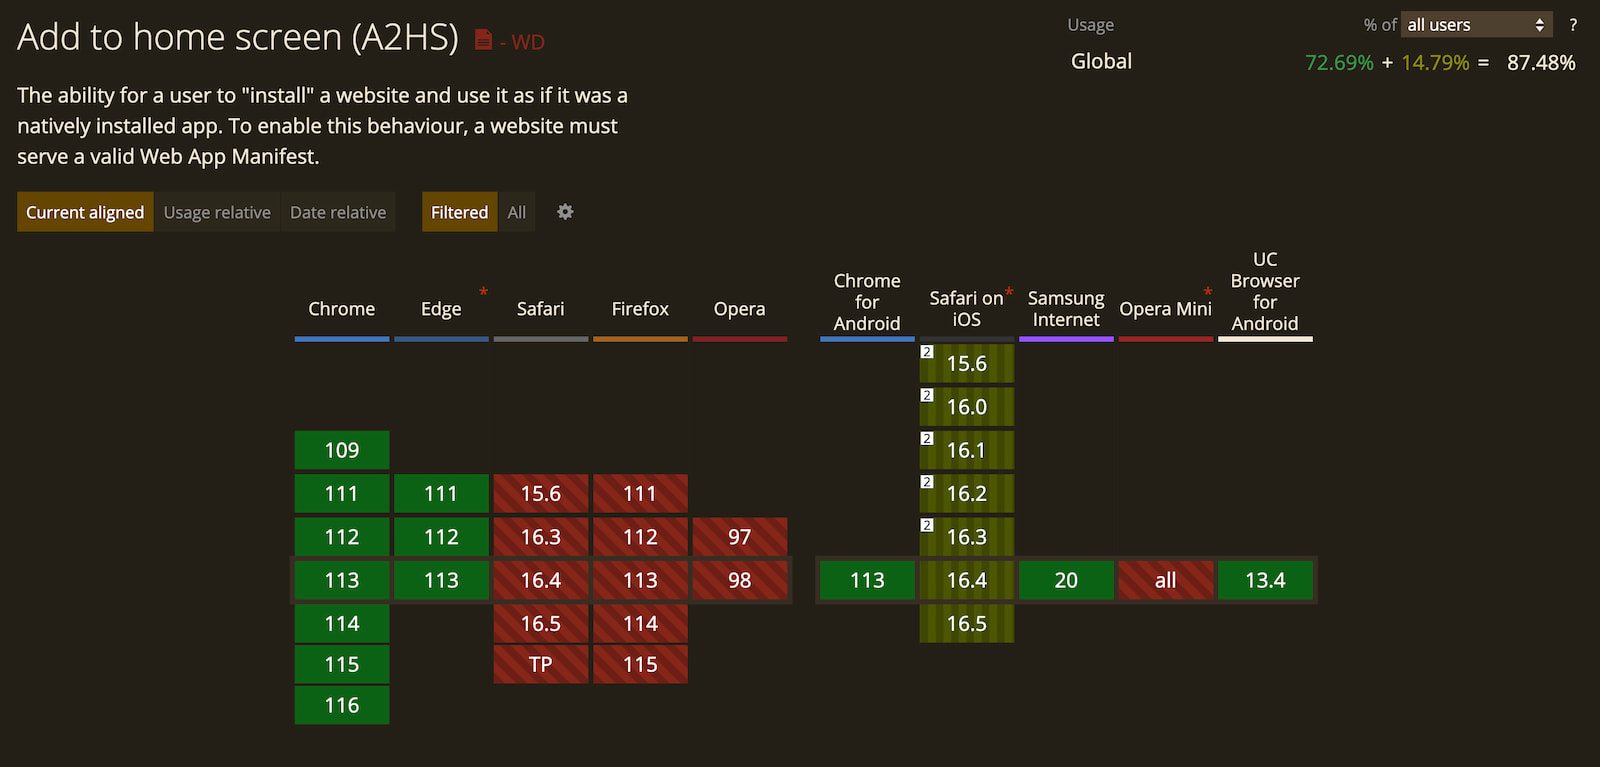 Add to home screen (A2HS) - WD
Usage % of all users ?
Global 72.69% + 14.79% = 87.48%
The ability for a user to "install" a website and use it as if it was a
natively installed app. To enable this behaviour, a website must
serve a valid Web App Manifest.
Current aligned Usage relative Date relative Filtered All
Chrome
Edge *
Safari
Firefox
Opera
Chrome
for
Android
Safari on *
iOS
Samsung
Internet
Opera Mini *
UC
Browser
for
Android
2 15.6
2 16.0
109 2 16.1
111 111 15.6 111 2 16.2
112 112 16.3 112 97 2 16.3
113 113 16.4 113 98 113 16.4 20 all 13.4
114 16.5 114 16.5
115 TP 115
116